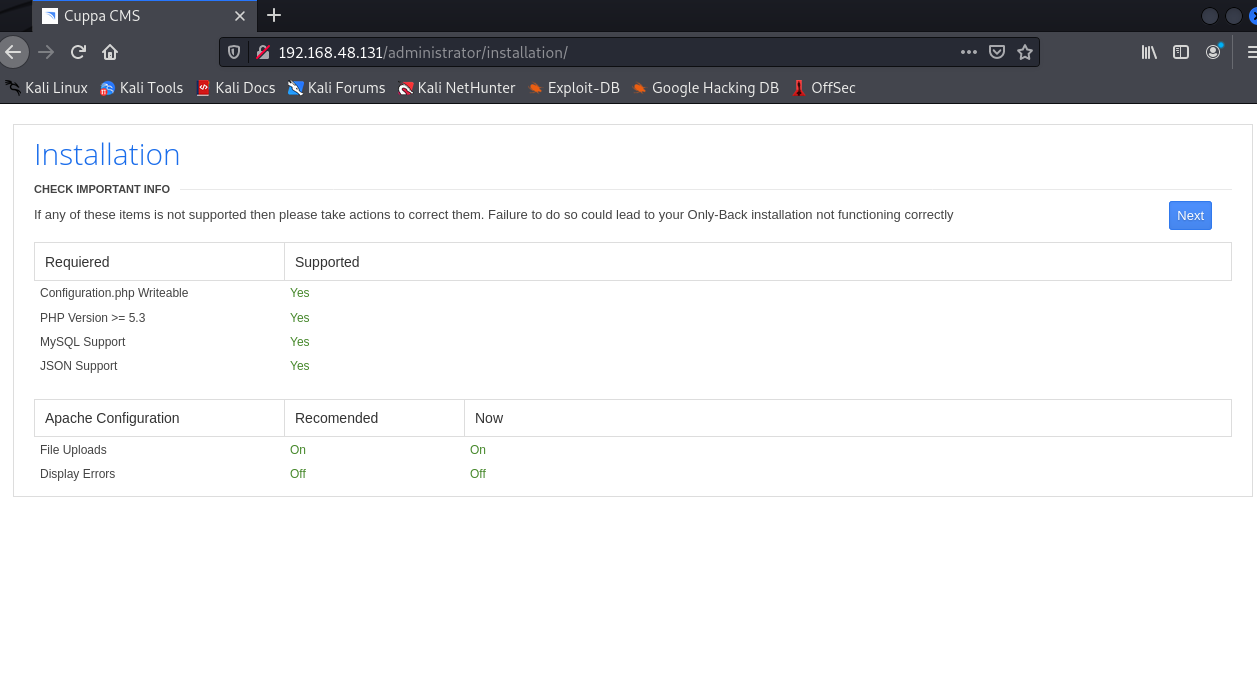 Cuppa CMS
192.168.48.131/administrator/installation/
Kali Linux Kali Tools Kali Docs Kali Forums Kali NetHunter Exploit-DB Google Hacking DB OffSec
Installation
CHECK IMPORTANT INFO
If any of these items is not supported then please take actions to correct them. Failure to do so could lead to your Only-Back installation not functioning correctly
Next
Requiered Supported
Configuration.php Writeable Yes
PHP Version >= 5.3 Yes
MySQL Support Yes
JSON Support Yes
Apache Configuration Recomended Now
File Uploads On On
Display Errors Off Off